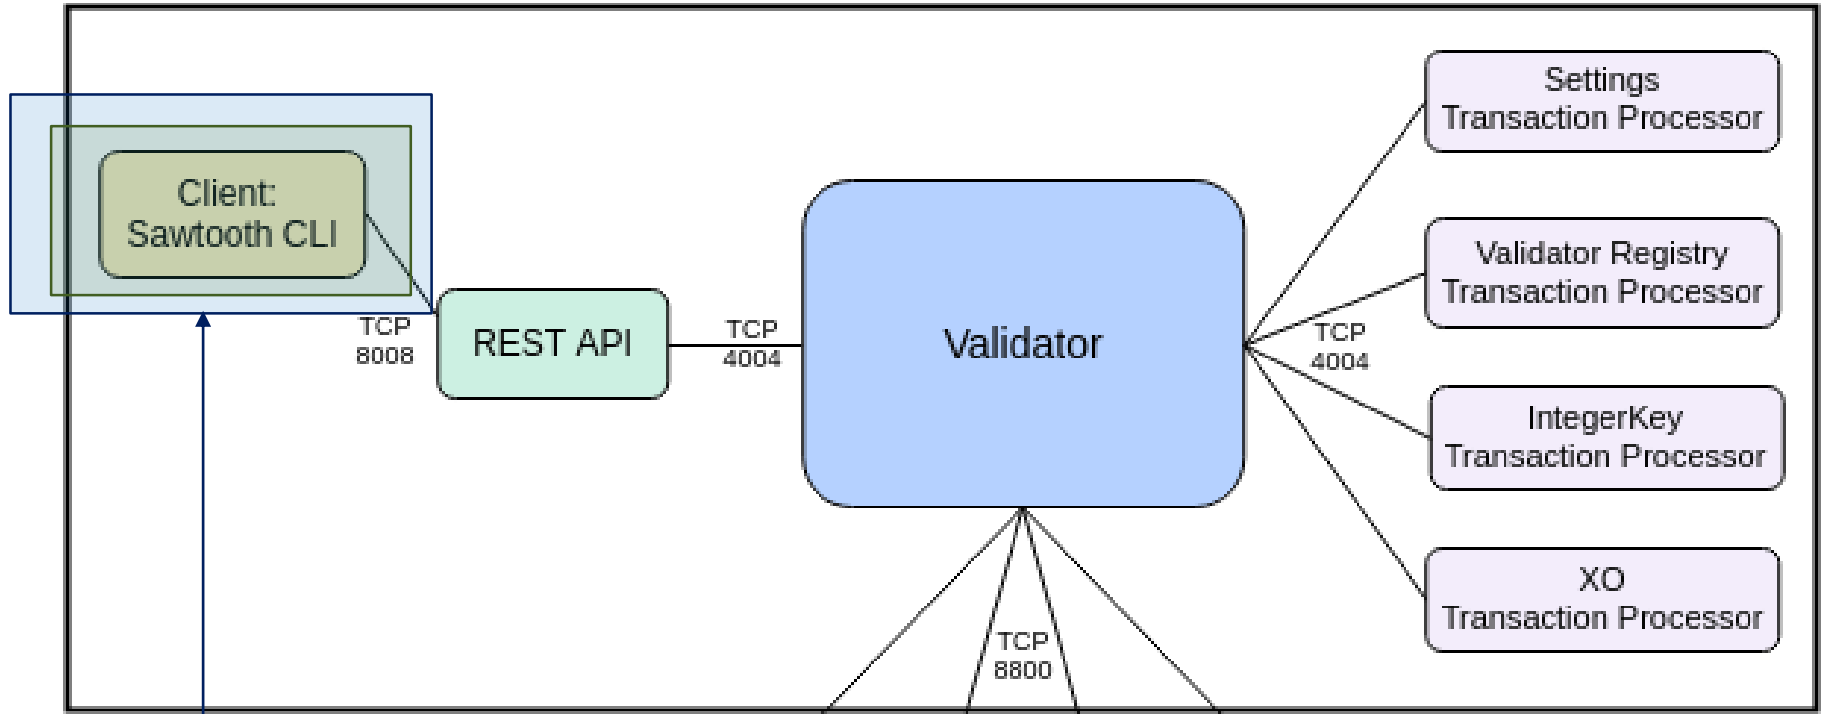 Client:
Sawtooth CLI
TCP
8008
REST API
TCP
4004
Validator
TCP
8800
TCP
4004
Settings
Transaction Processor
Validator Registry
Transaction Processor
IntegerKey
Transaction Processor
XO
Transaction Processor